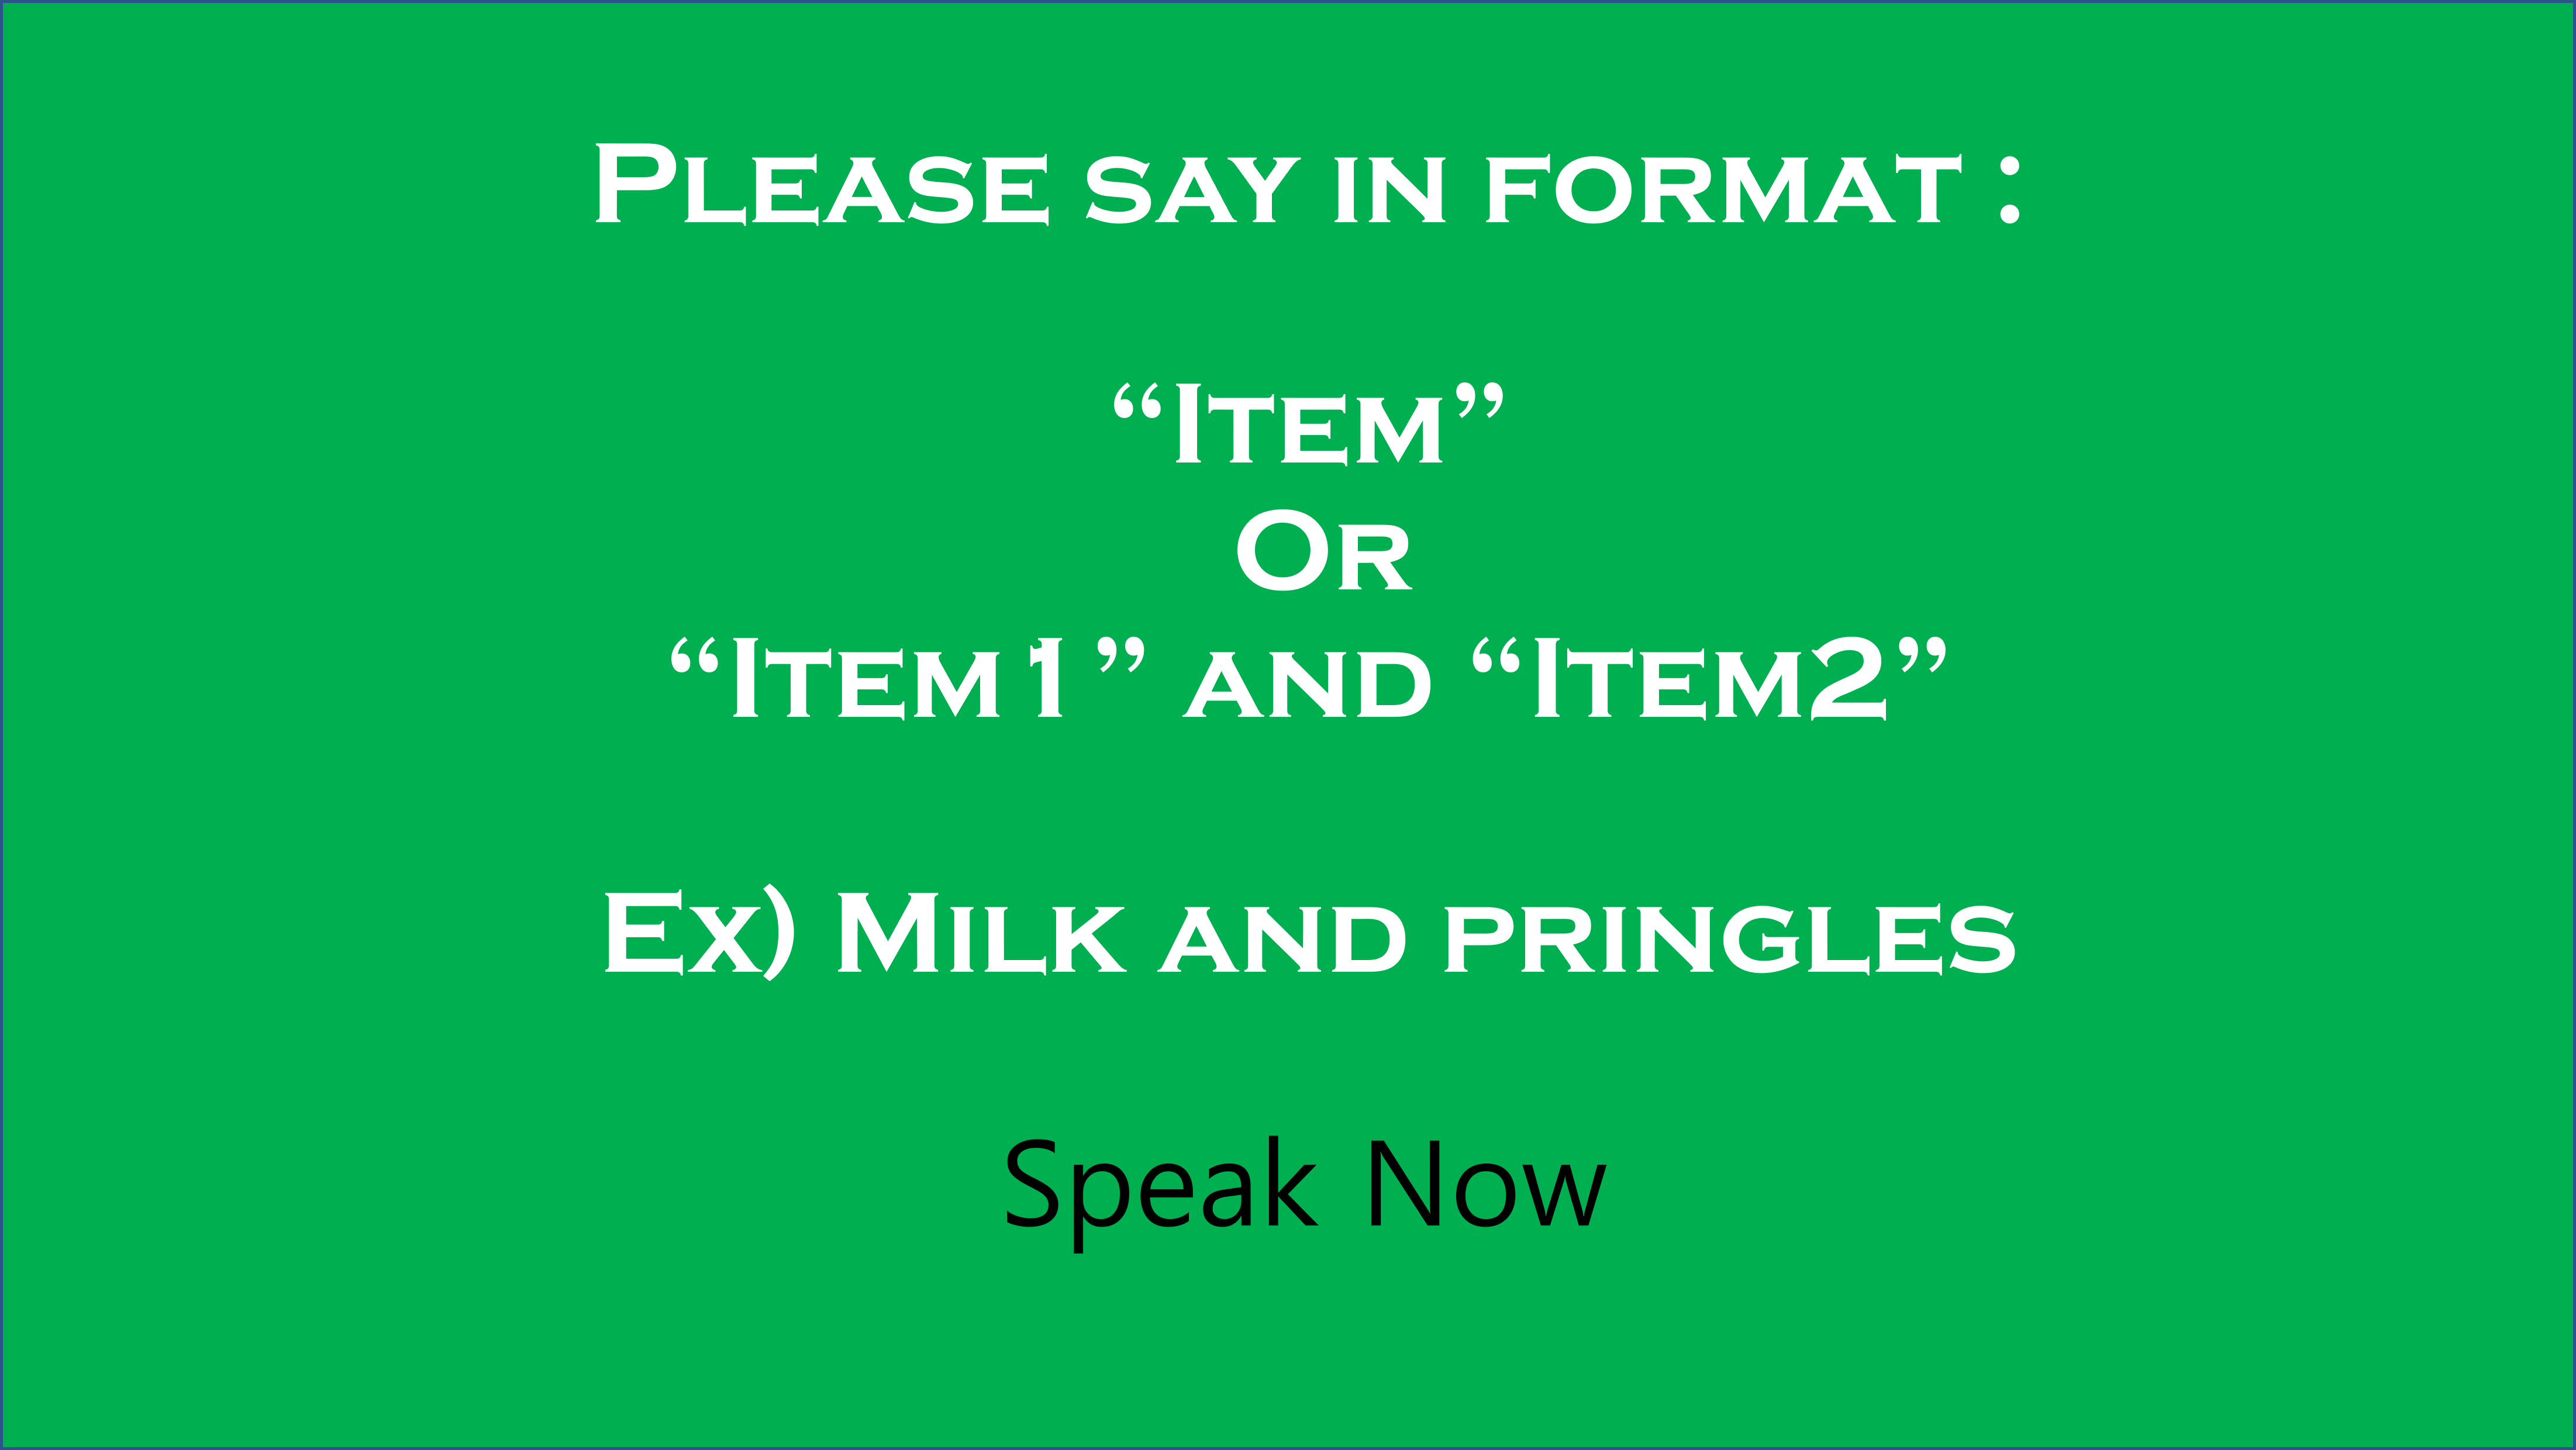 Please say in format :
“Item”
Or
“Item1” and “Item2”
Ex) Milk and pringles
Speak Now